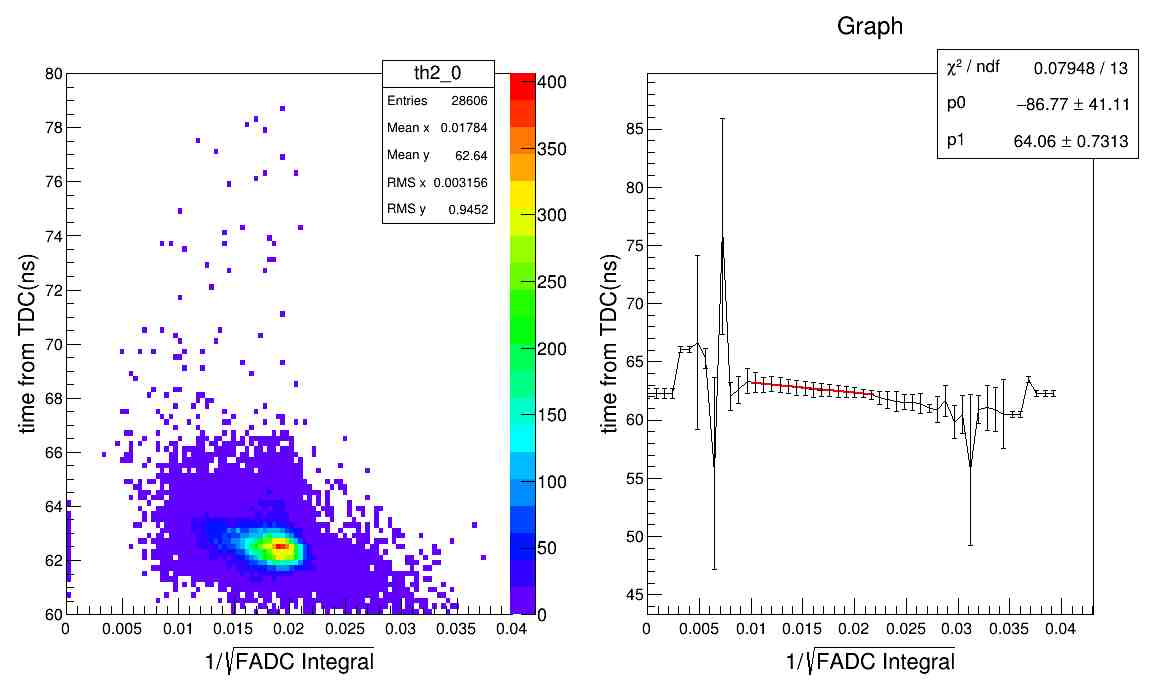 th2_0
Entries 28606
Mean x 0.01784
Mean y 62.64
RMS x 0.003156
RMS y 0.9452
time from TDC(ns)
80
78
76
74
72
70
68
66
64
62
60
0 0.005 0.01 0.015 0.02 0.025 0.03 0.035 0.04
1/√FADC Integral
400
350
300
250
200
150
100
50
0
Graph
χ² / ndf 0.07948 / 13
p0 −86.77 ± 41.11
p1 64.06 ± 0.7313
time from TDC(ns)
85
80
75
70
65
60
55
50
45
0 0.005 0.01 0.015 0.02 0.025 0.03 0.035 0.04
1/√FADC Integral